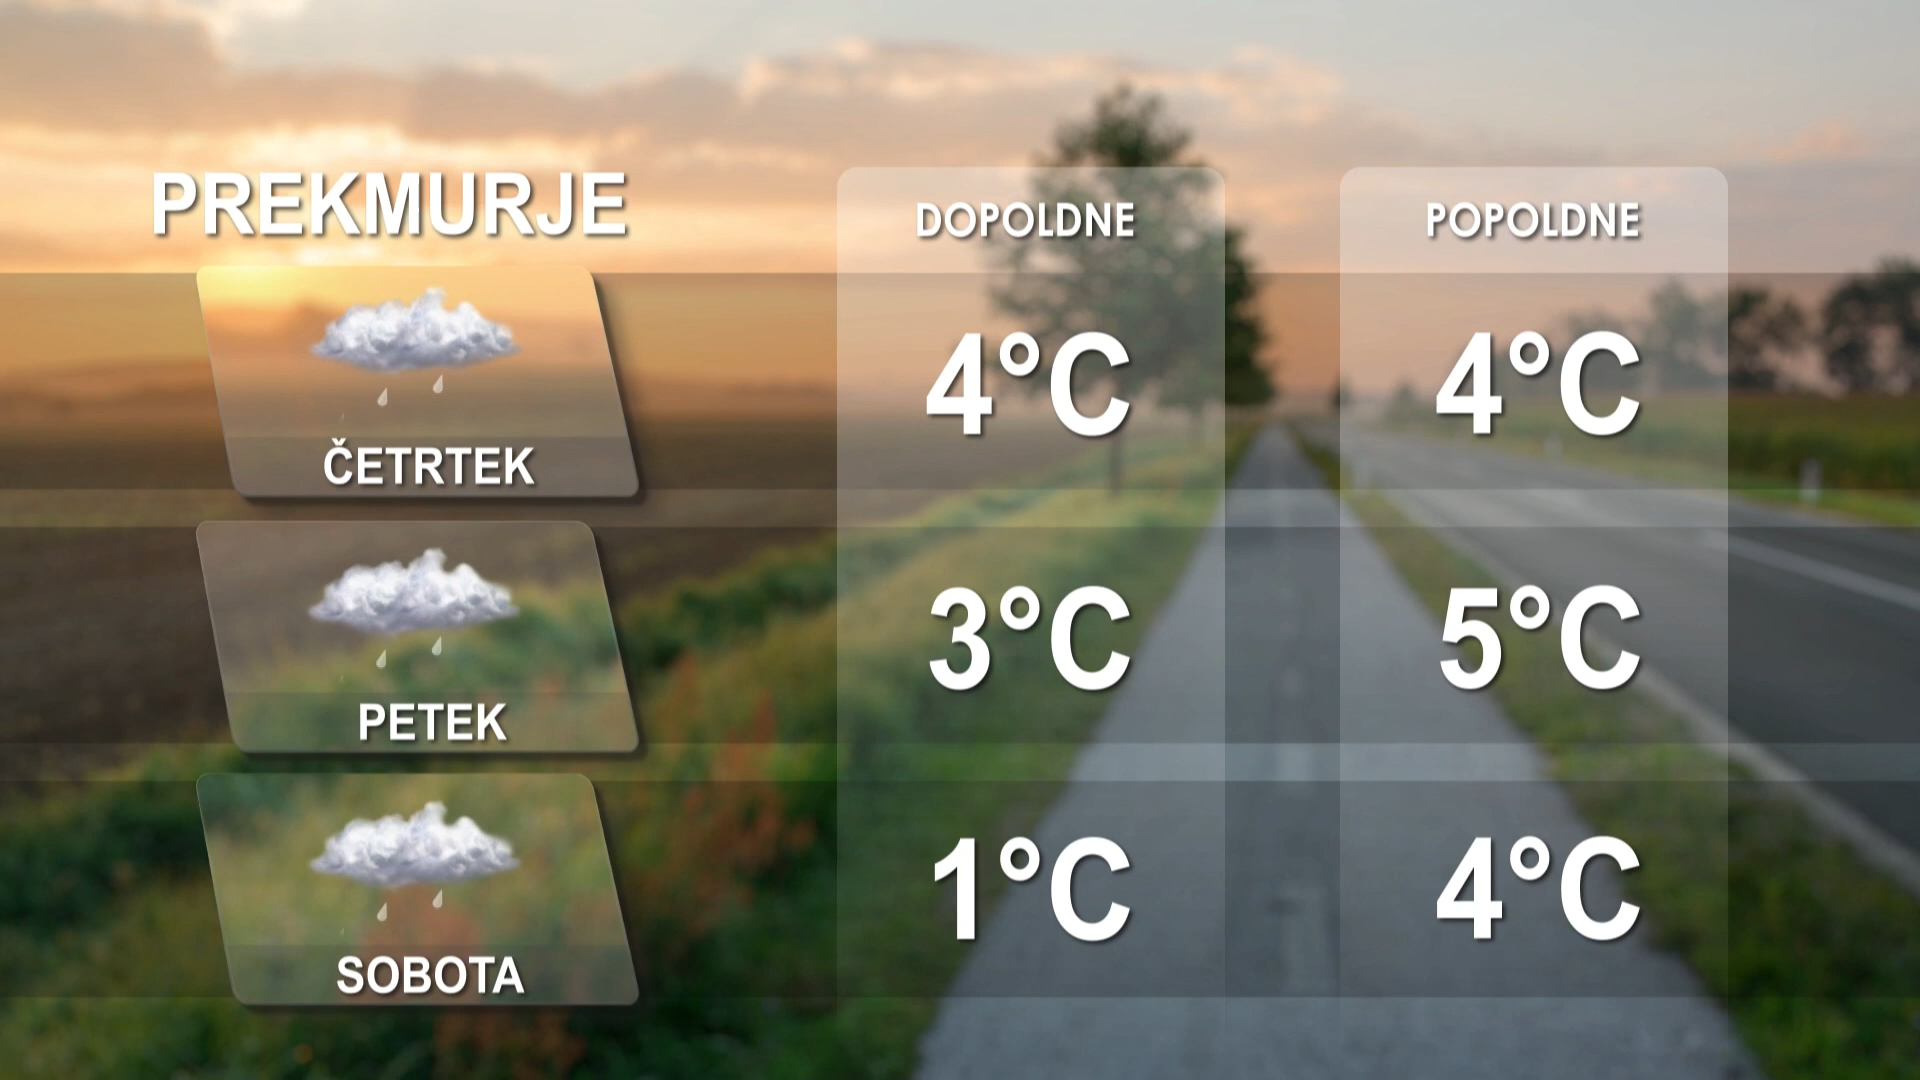 PREKMURJE
DOPOLDNE
POPOLDNE
ČETRTEK
4°C
4°C
PETEK
3°C
5°C
SOBOTA
1°C
4°C